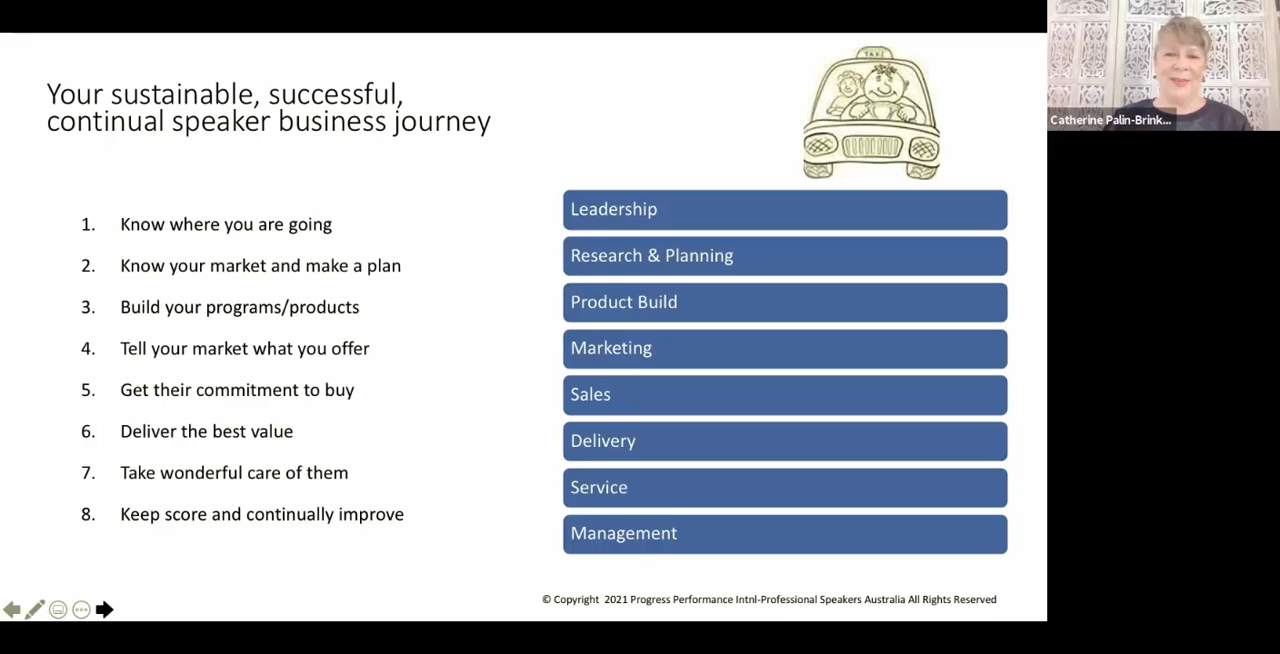 Your sustainable, successful,
continual speaker business journey
TAXI
1. Know where you are going
2. Know your market and make a plan
3. Build your programs/products
4. Tell your market what you offer
5. Get their commitment to buy
6. Deliver the best value
7. Take wonderful care of them
8. Keep score and continually improve
Leadership
Research & Planning
Product Build
Marketing
Sales
Delivery
Service
Management
© Copyright 2021 Progress Performance Intnl-Professional Speakers Australia All Rights Reserved
Catherine Palin-Brink...